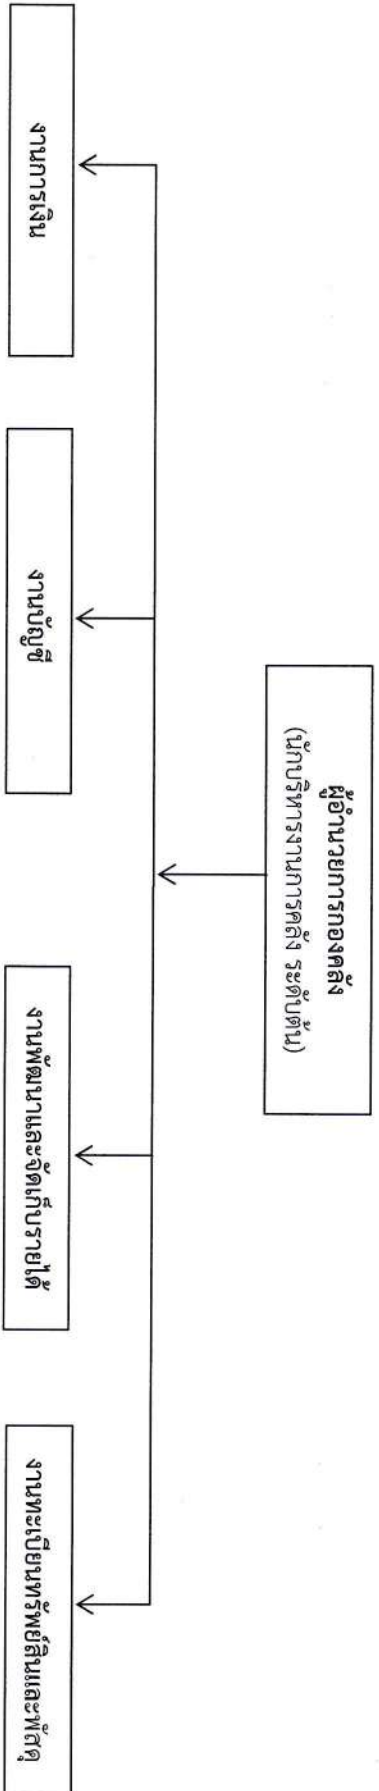 ผู้อำนวยการกองคลัง
(นักบริหารงานการคลัง ระดับต้น)
งานการเงิน
งานบัญชี
งานพัฒนาและจัดเก็บรายได้
งานทะเบียนทรัพย์สินและพัสดุ